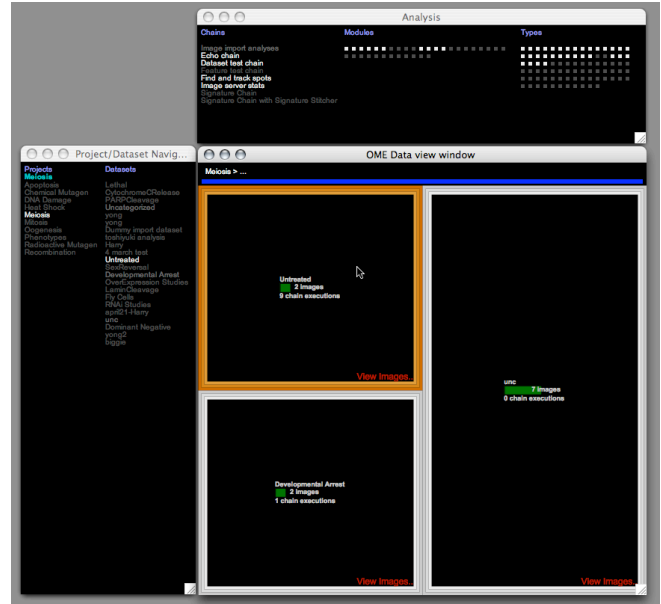 Analysis
Chains Modules Types
Image import analyses
Echo chain
Dataset test chain
Feature test chain
Find and track spots
Image server stats
Signature Chain
Signature Chain with Signature Stitcher
Project/Dataset Navig...
Projects Datasets
Meiosis
Apoptosis Lethal
Chemical Mutagen CytochromeCRelease
DNA Damage PARPCleavage
Heat Shock Uncategorized
Meiosis yong
Mitosis yong
Oogenesis Dummy import dataset
Phenotypes toshiyuki analysis
Radioactive Mutagen Harry
Recombination 4 march test
Untreated
SexReversal
Developmental Arrest
OverExpression Studies
LaminCleavage
Fly Cells
RNAi Studies
april21-Harry
unc
Dominant Negative
yong2
biggie
OME Data view window
Meiosis > ...
Untreated
2 Images
9 chain executions
View Images..
Developmental Arrest
2 Images
1 chain executions
View Images..
unc
7 Images
0 chain executions
View Images..